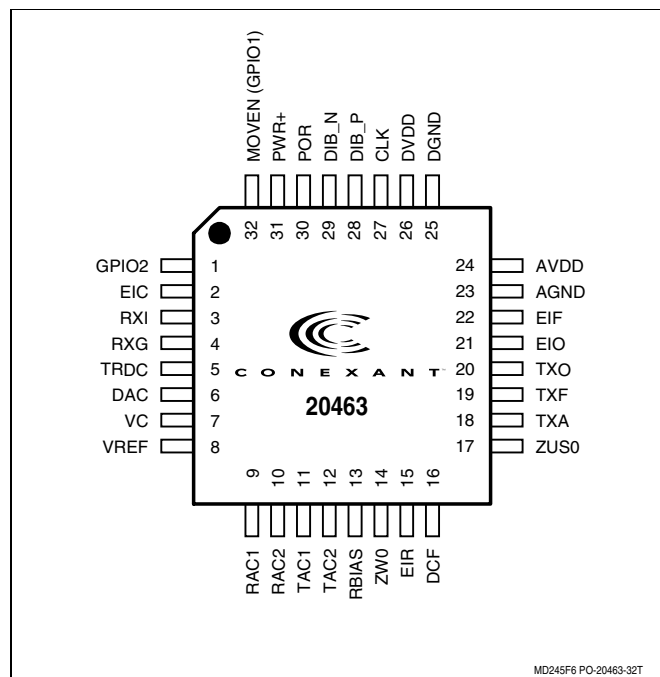 MOVEN (GPIO1)
PWR+
POR
DIB_N
DIB_P
CLK
DVDD
DGND
32
31
30
29
28
27
26
25
GPIO2 1
EIC 2
RXI 3
RXG 4
TRDC 5
DAC 6
VC 7
VREF 8
24 AVDD
23 AGND
22 EIF
21 EIO
20 TXO
19 TXF
18 TXA
17 ZUS0
CONEXANT™
20463
9
10
11
12
13
14
15
16
RAC1
RAC2
TAC1
TAC2
RBIAS
ZW0
EIR
DCF
MD245F6 PO-20463-32T